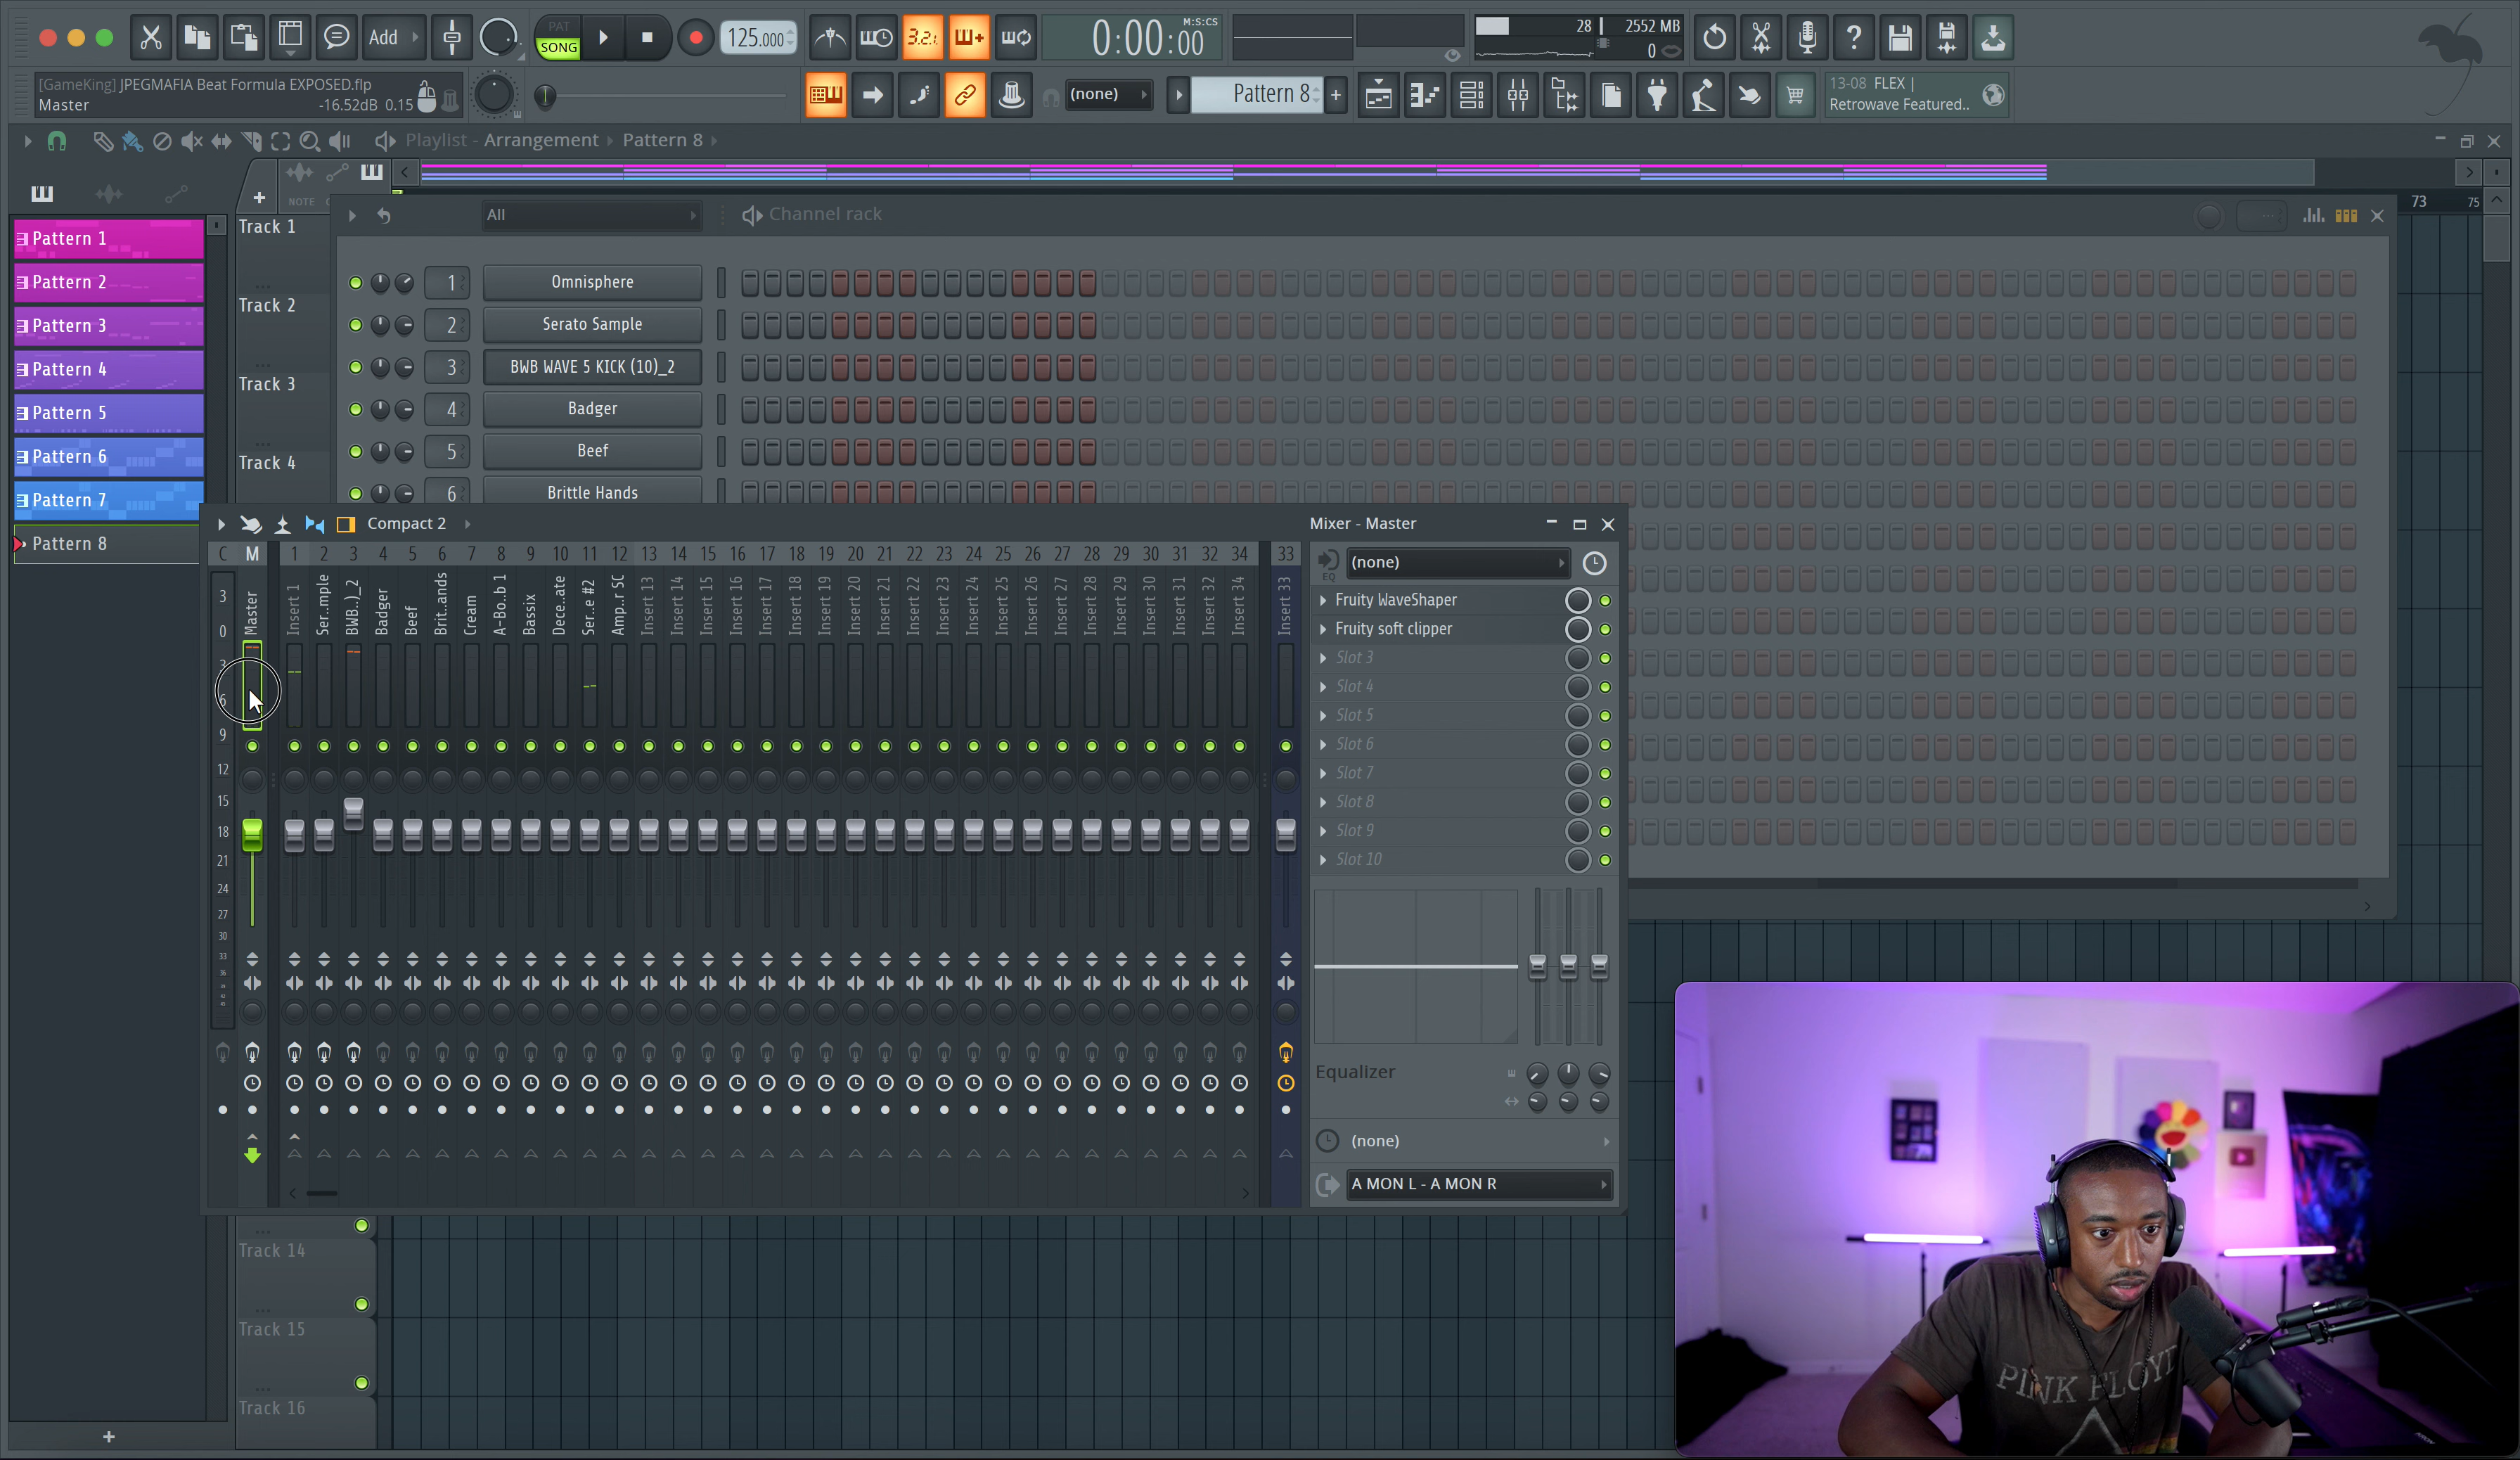 PAT
SONG
Add
125.000
3.2.
0:00:00
M:S:CS
28
2552 MB
0
[GameKing] JPEGMAFIA Beat Formula EXPOSED.flp
Master
-16.52dB 0.15
(none)
Pattern 8
13-08 FLEX |
Retrowave Featured..
Playlist - Arrangement
Pattern 8
NOTE
73
75
Pattern 1
Pattern 2
Pattern 3
Pattern 4
Pattern 5
Pattern 6
Pattern 7
Pattern 8
Track 1
Track 2
Track 3
Track 4
All
Channel rack
1 Omnisphere
2 Serato Sample
3 BWB WAVE 5 KICK (10)_2
4 Badger
5 Beef
6 Brittle Hands
Compact 2
Mixer - Master
C M 1 2 3 4 5 6 7 8 9 10 11 12 13 14 15 16 17 18 19 20 21 22 23 24 25 26 27 28 29 30 31 32 34 33
Master
Insert 1
Ser..mple
BWB..)_2
Badger
Beef
Brit..ands
Cream
A-Bo..b 1
Bassix
Dece..ate
Ser..e #2
Amp..r SC
Insert 13
Insert 14
Insert 15
Insert 16
Insert 17
Insert 18
Insert 19
Insert 20
Insert 21
Insert 22
Insert 23
Insert 24
Insert 25
Insert 26
Insert 27
Insert 28
Insert 29
Insert 30
Insert 31
Insert 32
Insert 34
Insert 33
3
0
3
6
9
12
15
18
21
24
27
30
33
(none)
EQ
Fruity WaveShaper
Fruity soft clipper
Slot 3
Slot 4
Slot 5
Slot 6
Slot 7
Slot 8
Slot 9
Slot 10
Equalizer
(none)
A MON L - A MON R
Track 14
Track 15
Track 16
PINK FLOYD